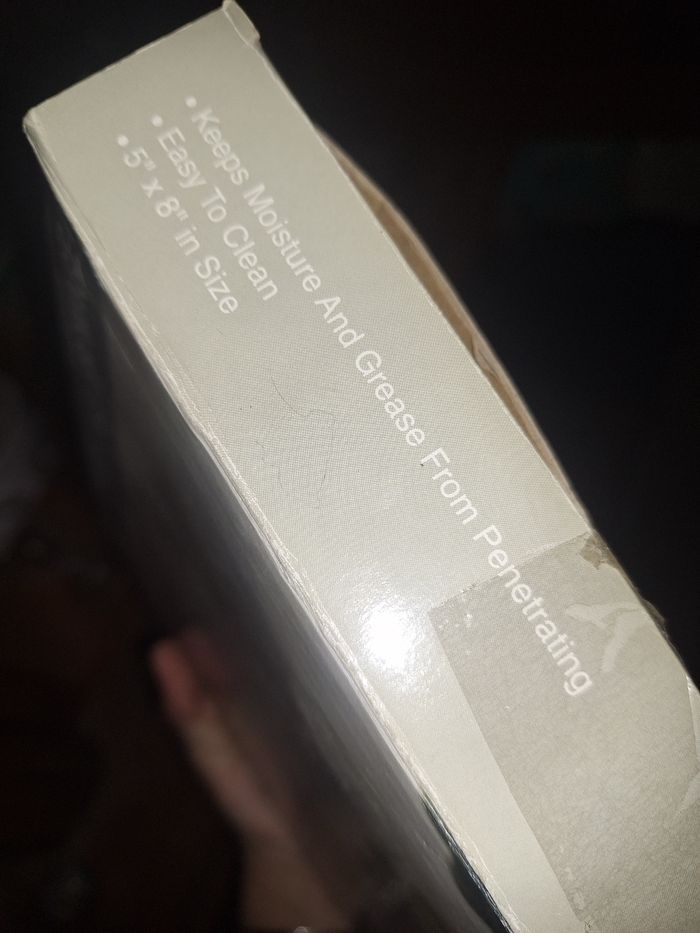 • Keeps Moisture And Grease From Penetrating
• Easy To Clean
• 5" x 8" in Size